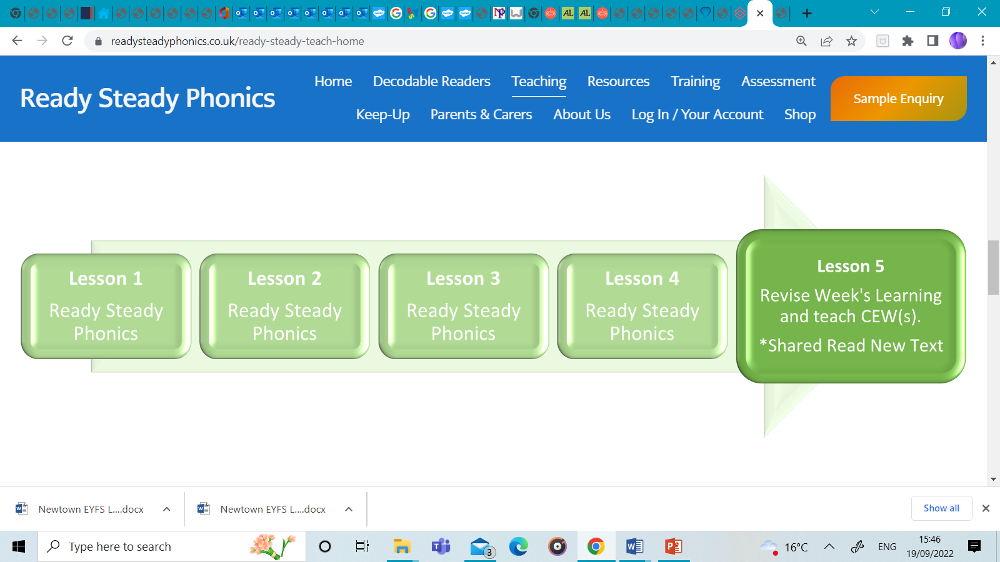 readysteadyphonics.co.uk/ready-steady-teach-home
Ready Steady Phonics
Home Decodable Readers Teaching Resources Training Assessment
Keep-Up Parents & Carers About Us Log In / Your Account Shop
Sample Enquiry
Lesson 1
Ready Steady
Phonics
Lesson 2
Ready Steady
Phonics
Lesson 3
Ready Steady
Phonics
Lesson 4
Ready Steady
Phonics
Lesson 5
Revise Week's Learning
and teach CEW(s).
*Shared Read New Text
Newtown EYFS L....docx
Newtown EYFS L....docx
Show all
Type here to search
3
16°C
ENG
15:46
19/09/2022